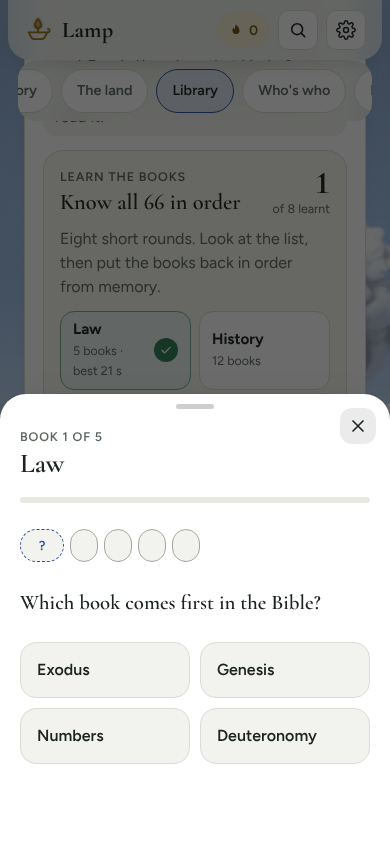 Lamp
0
ory
The land
Library
Who's who
LEARN THE BOOKS
Know all 66 in order
1
of 8 learnt
Eight short rounds. Look at the list,
then put the books back in order
from memory.
Law
5 books ·
best 21 s
History
12 books
BOOK 1 OF 5
Law
?
Which book comes first in the Bible?
Exodus
Genesis
Numbers
Deuteronomy